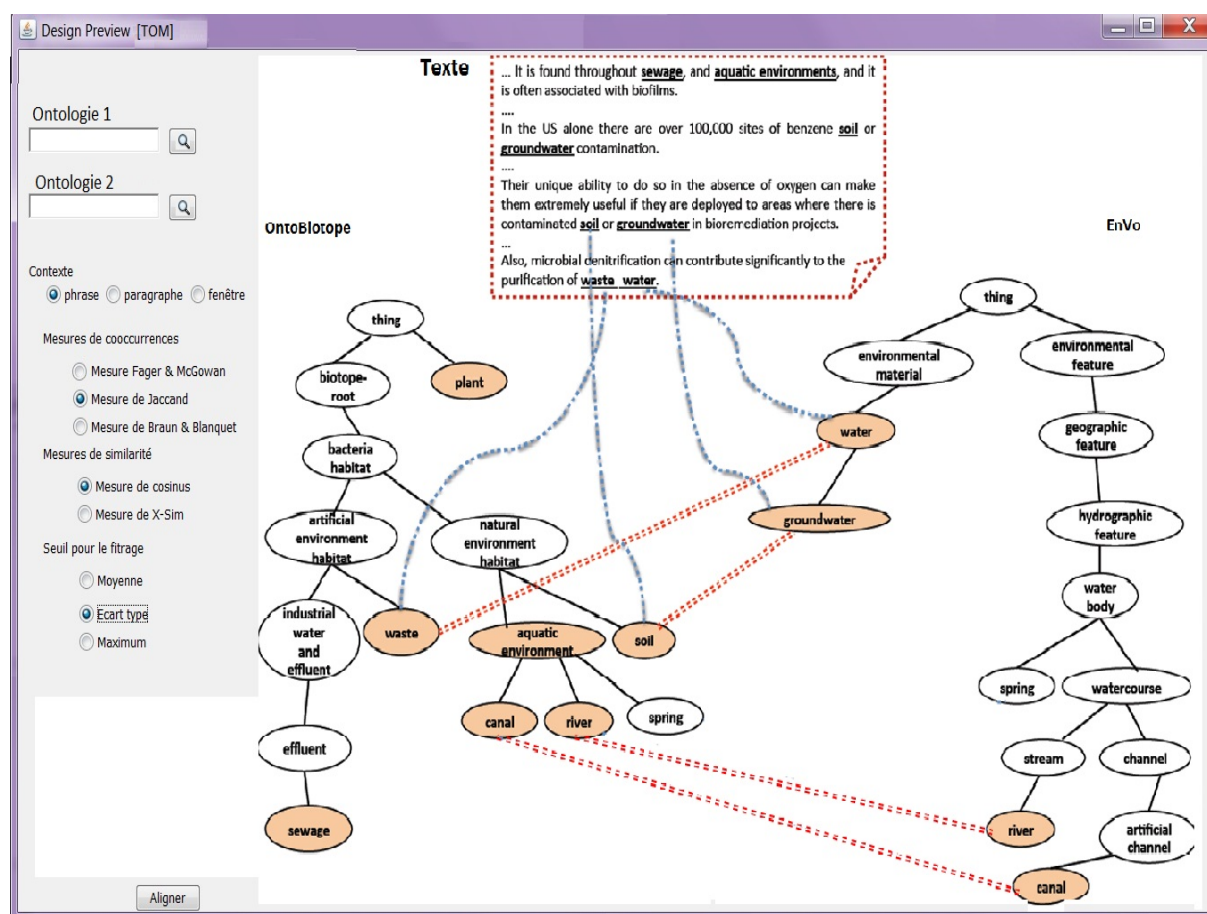 Design Preview [TOM]
Ontologie 1
Ontologie 2
Contexte
phrase paragraphe fenêtre
Mesures de cooccurrences
Mesure Fager & McGowan
Mesure de Jaccand
Mesure de Braun & Blanquet
Mesures de similarité
Mesure de cosinus
Mesure de X-Sim
Seuil pour le fitrage
Moyenne
Ecart type
Maximum
Aligner
Texte
... It is found throughout sewage, and aquatic environments, and it
is often associated with biofilms.
....
In the US alone there are over 100,000 sites of benzene soil or
groundwater contamination.
....
Their unique ability to do so in the absence of oxygen can make
them extremely useful if they are deployed to areas where there is
contaminated soil or groundwater in bioremediation projects.
...
Also, microbial denitrification can contribute significantly to the
purification of waste water.
OntoBiotope
thing
biotope-
root
plant
bacteria
habitat
artificial
environment
habitat
natural
environment
habitat
industrial
water
and
effluent
waste
aquatic
environment
soil
canal
river
spring
effluent
sewage
EnVo
thing
environmental
material
environmental
feature
water
geographic
feature
groundwater
hydrographic
feature
water
body
spring
watercourse
stream
channel
river
artificial
channel
canal